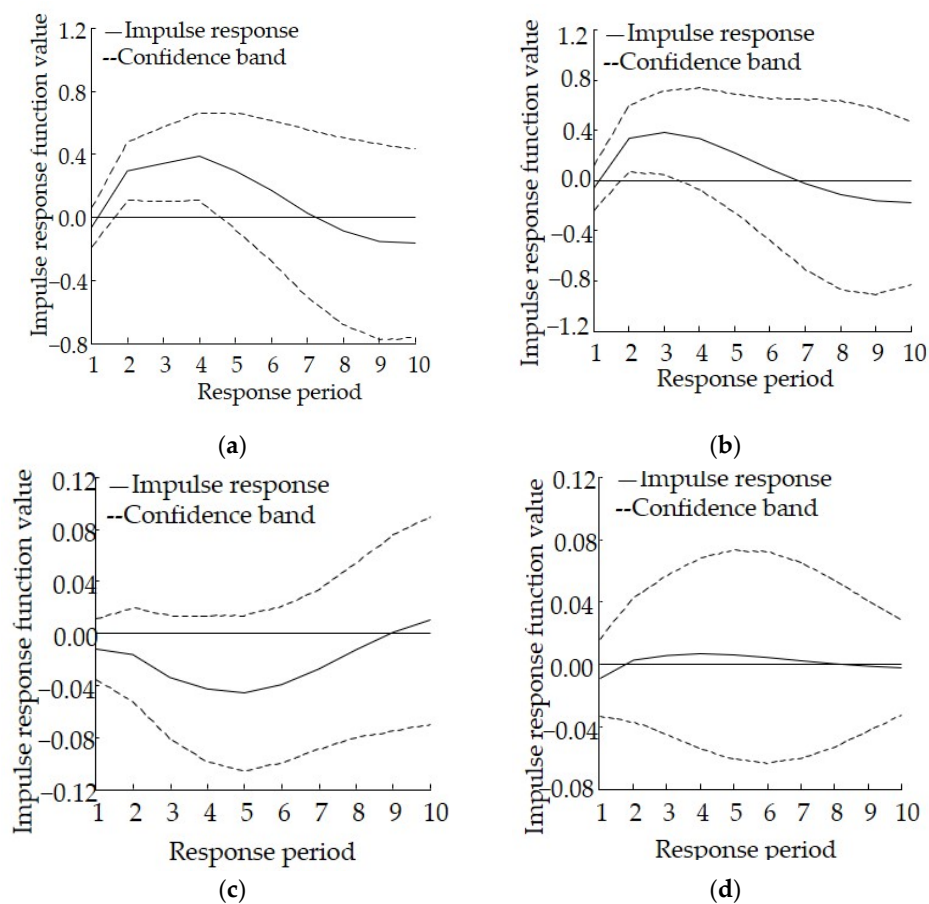 Impulse response function value
— Impulse response
--Confidence band
1.2
0.8
0.4
0.0
−0.4
−0.8
1 2 3 4 5 6 7 8 9 10
Response period
(a)
Impulse response function value
— Impulse response
--Confidence band
1.2
0.8
0.4
0.0
−0.4
−0.8
−1.2
1 2 3 4 5 6 7 8 9 10
Response period
(b)
Impulse response function value
— Impulse response
--Confidence band
0.12
0.08
0.04
0.00
−0.04
−0.08
−0.12
1 2 3 4 5 6 7 8 9 10
Response period
(c)
Impulse response function value
— Impulse response
--Confidence band
0.12
0.08
0.04
0.00
−0.04
−0.08
1 2 3 4 5 6 7 8 9 10
Response period
(d)